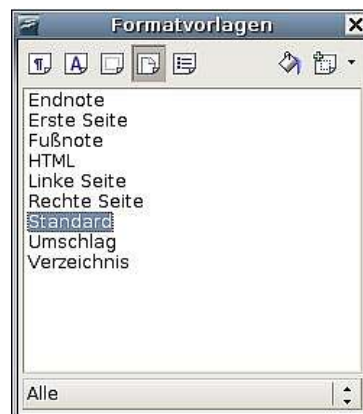 Formatvorlagen
Endnote
Erste Seite
Fußnote
HTML
Linke Seite
Rechte Seite
Standard
Umschlag
Verzeichnis
Alle